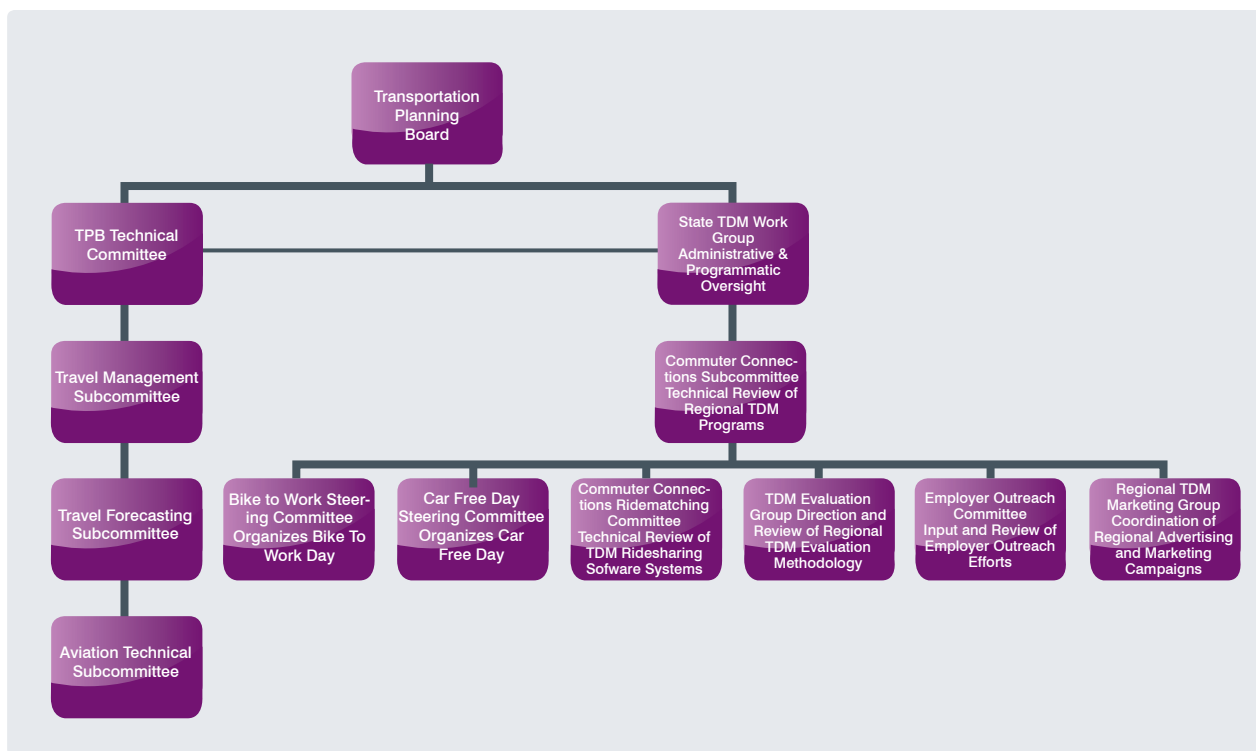 Transportation
Planning
Board
TPB Technical
Committee
State TDM Work
Group
Administrative &
Programmatic
Oversight
Travel Management
Subcommittee
Commuter Connec-
tions Subcommittee
Technical Review of
Regional TDM
Programs
Travel Forecasting
Subcommittee
Bike to Work Steer-
ing Committee
Organizes Bike To
Work Day
Car Free Day
Steering Committee
Organizes Car
Free Day
Commuter Connec-
tions Ridematching
Committee
Technical Review of
TDM Ridesharing
Sofware Systems
TDM Evaluation
Group Direction and
Review of Regional
TDM Evaluation
Methodology
Employer Outreach
Committee
Input and Review of
Employer Outreach
Efforts
Regional TDM
Marketing Group
Coordination of
Regional Advertising
and Marketing
Campaigns
Aviation Technical
Subcommittee